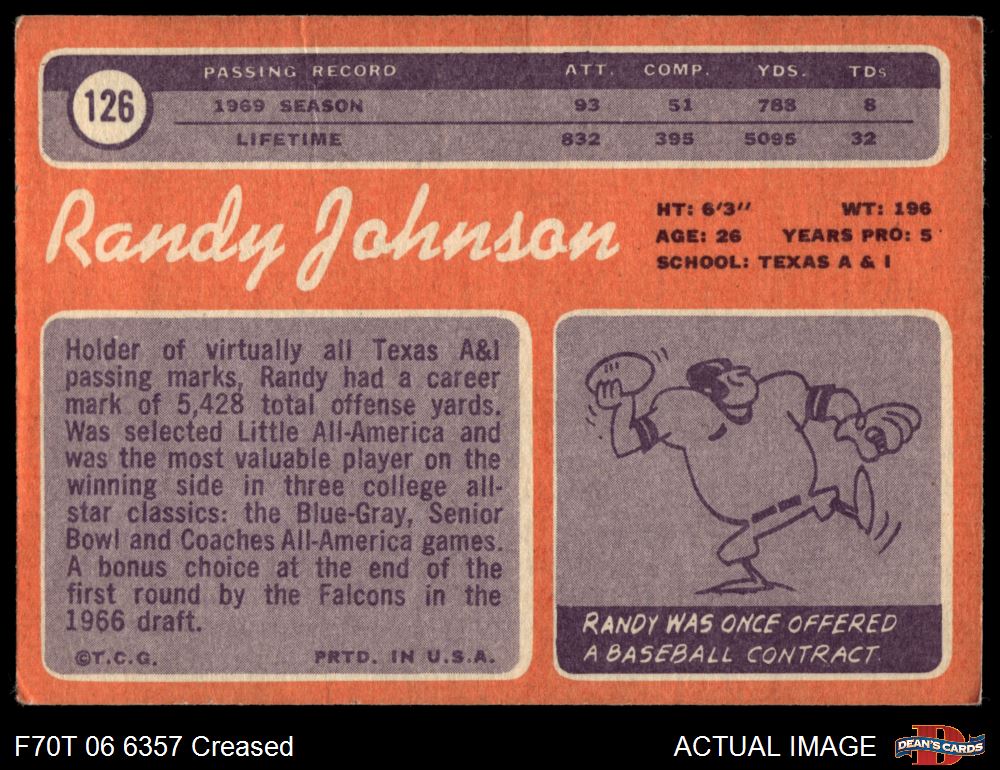 126
PASSING RECORD ATT. COMP. YDS. TDs
1969 SEASON 93 51 788 8
LIFETIME 832 395 5095 32
Randy Johnson
HT: 6'3" WT: 196
AGE: 26 YEARS PRO: 5
SCHOOL: TEXAS A & I
Holder of virtually all Texas A&I
passing marks, Randy had a career
mark of 5,428 total offense yards.
Was selected Little All-America and
was the most valuable player on the
winning side in three college all-
star classics: the Blue-Gray, Senior
Bowl and Coaches All-America games.
A bonus choice at the end of the
first round by the Falcons in the
1966 draft.
©T.C.G. PRTD. IN U.S.A.
RANDY WAS ONCE OFFERED
A BASEBALL CONTRACT.
F70T 06 6357 Creased
ACTUAL IMAGE
D
DEAN'S CARDS